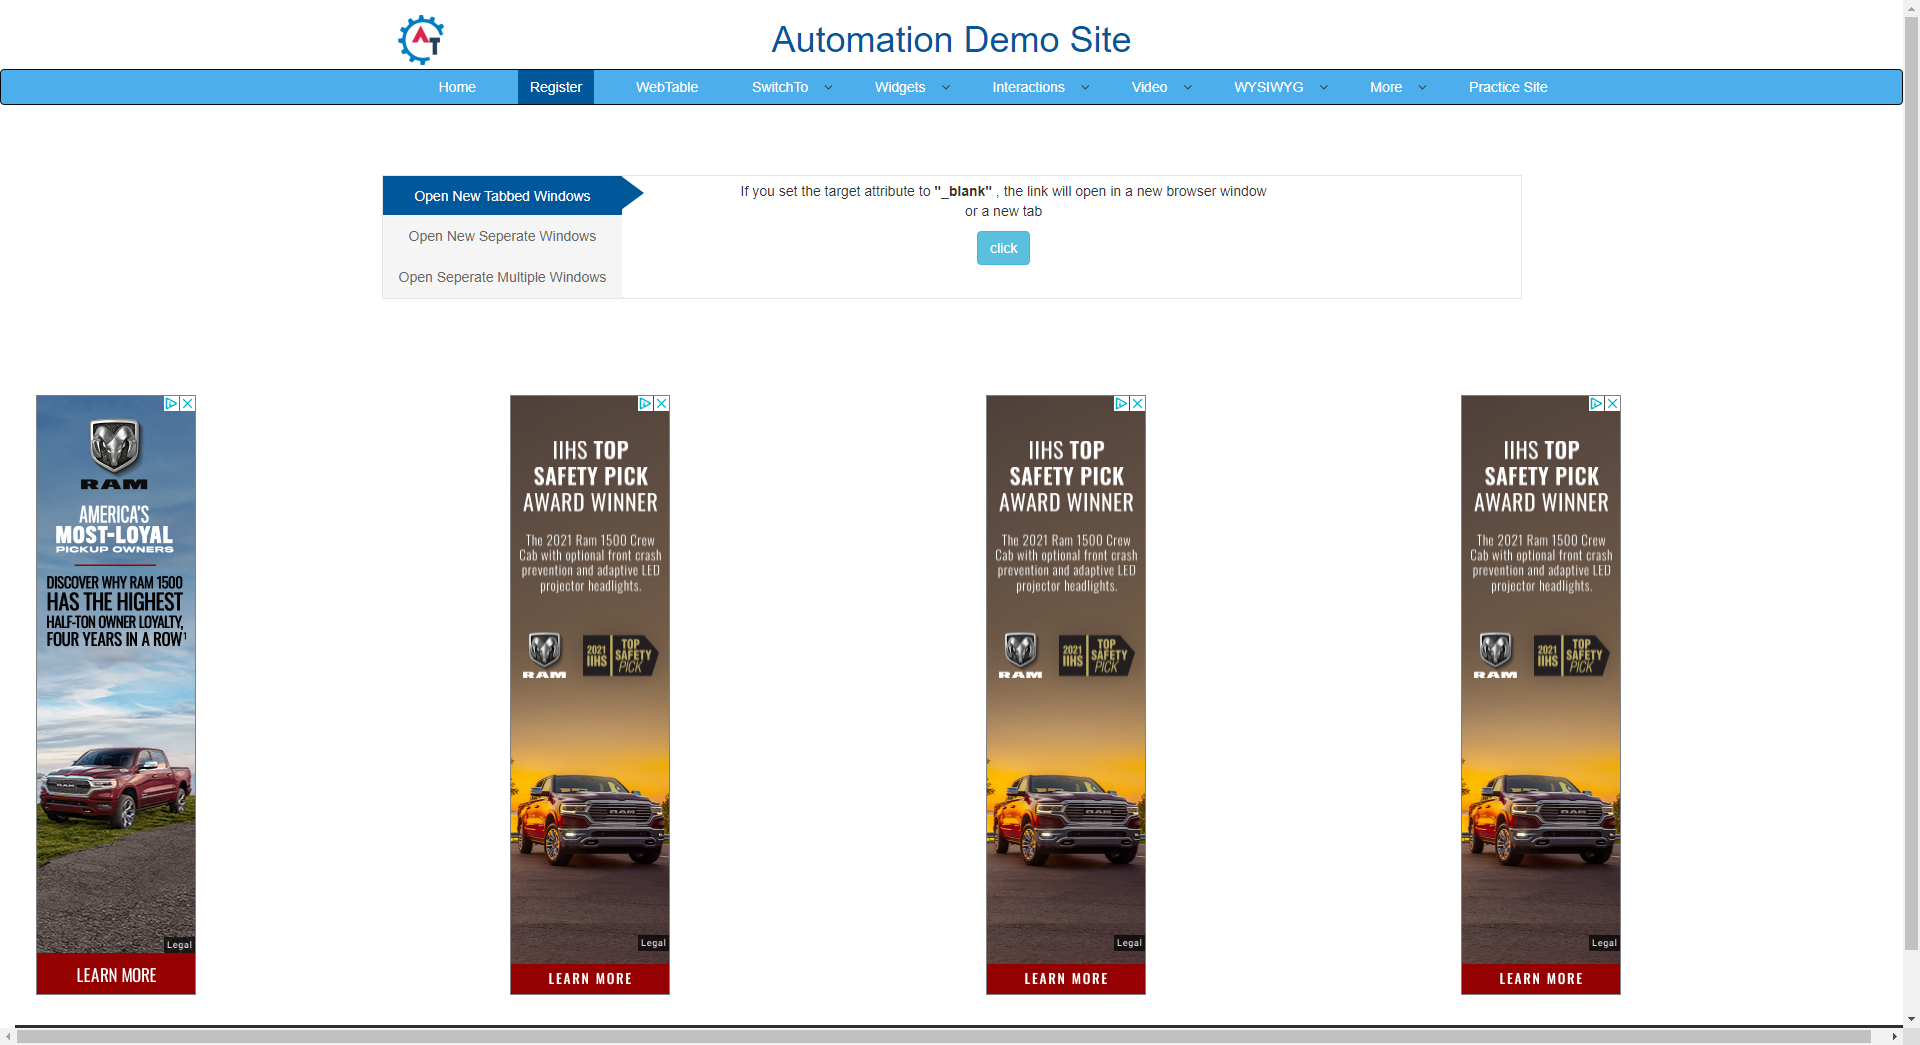 AT
Automation Demo Site
Home Register WebTable SwitchTo Widgets Interactions Video WYSIWYG More Practice Site
Open New Tabbed Windows
Open New Seperate Windows
Open Seperate Multiple Windows
If you set the target attribute to "_blank" , the link will open in a new browser window
or a new tab
click
RAM
AMERICA'S
MOST-LOYAL
PICKUP OWNERS
DISCOVER WHY RAM 1500
HAS THE HIGHEST
HALF-TON OWNER LOYALTY,
FOUR YEARS IN A ROW¹
RAM
Legal
LEARN MORE
IIHS TOP
SAFETY PICK
AWARD WINNER
The 2021 Ram 1500 Crew
Cab with optional front crash
prevention and adaptive LED
projector headlights.
RAM
2021
IIHS
TOP
SAFETY
PICK
RAM
Legal
LEARN MORE
IIHS TOP
SAFETY PICK
AWARD WINNER
The 2021 Ram 1500 Crew
Cab with optional front crash
prevention and adaptive LED
projector headlights.
RAM
2021
IIHS
TOP
SAFETY
PICK
RAM
Legal
LEARN MORE
IIHS TOP
SAFETY PICK
AWARD WINNER
The 2021 Ram 1500 Crew
Cab with optional front crash
prevention and adaptive LED
projector headlights.
RAM
2021
IIHS
TOP
SAFETY
PICK
RAM
Legal
LEARN MORE